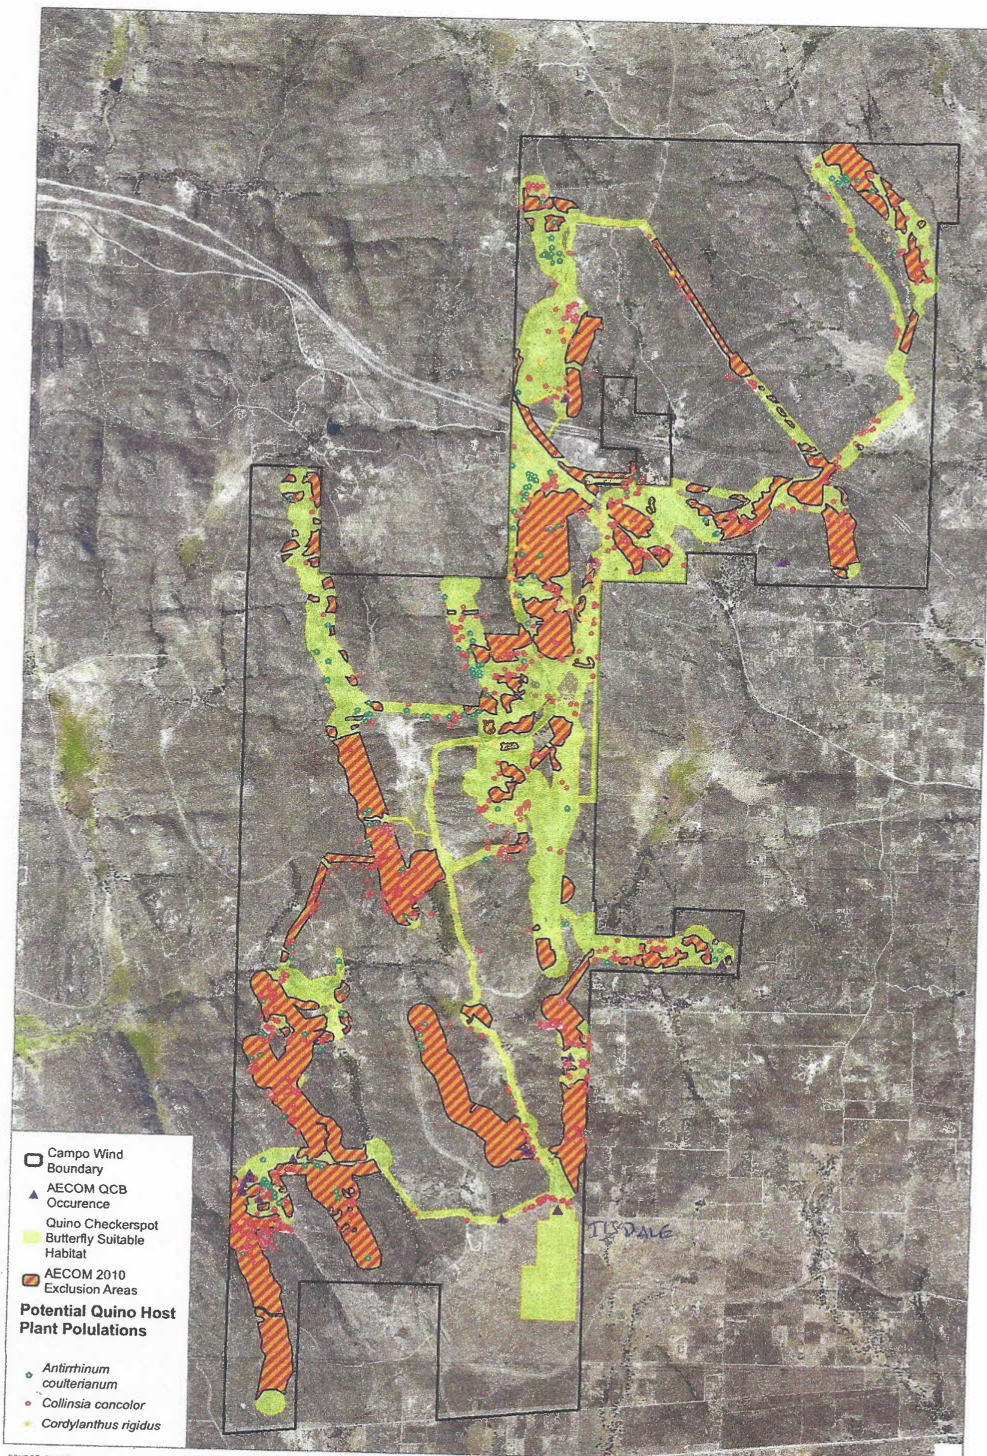 TISDALE
Campo Wind
Boundary
AECOM QCB
Occurence
Quino Checkerspot
Butterfly Suitable
Habitat
AECOM 2010
Exclusion Areas
Potential Quino Host
Plant Polulations
Antirrhinum
coulterianum
Collinsia concolor
Cordylanthus rigidus